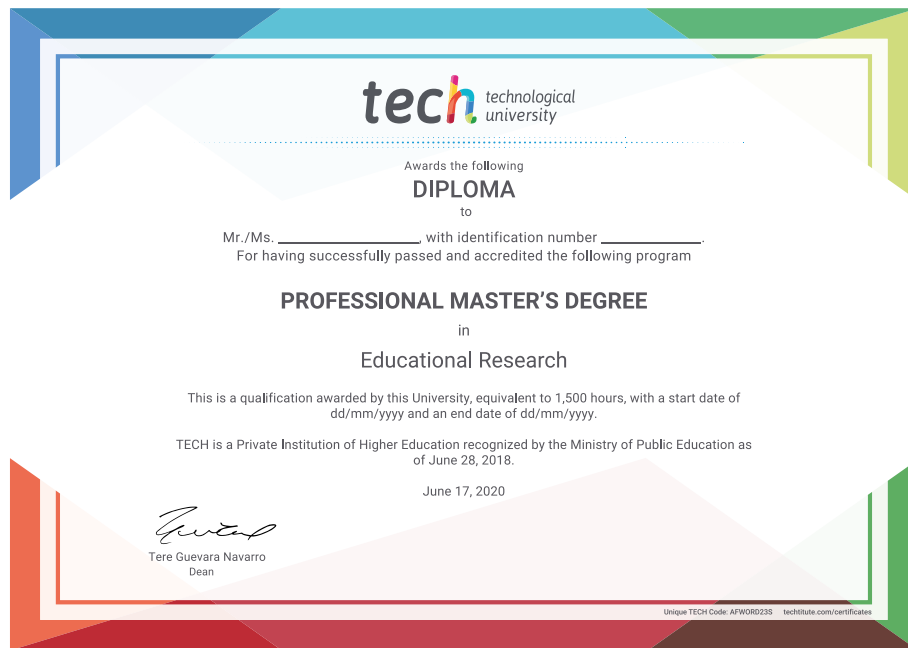 tech technological
university
Awards the following
DIPLOMA
to
Mr./Ms. ____________________, with identification number ______________.
For having successfully passed and accredited the following program
PROFESSIONAL MASTER'S DEGREE
in
Educational Research
This is a qualification awarded by this University, equivalent to 1,500 hours, with a start date of
dd/mm/yyyy and an end date of dd/mm/yyyy.
TECH is a Private Institution of Higher Education recognized by the Ministry of Public Education as
of June 28, 2018.
June 17, 2020
Tere Guevara Navarro
Dean
Unique TECH Code: AFWORD23S techtitute.com/certificates